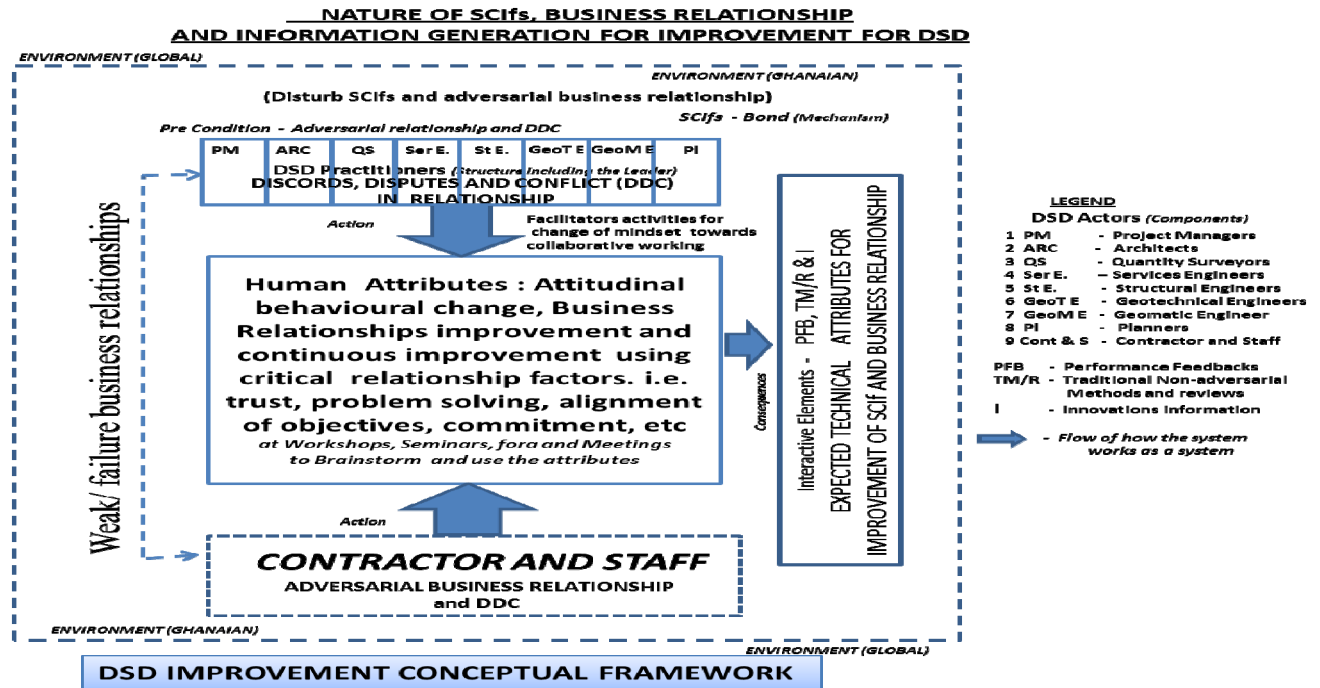 NATURE OF SCIfs, BUSINESS RELATIONSHIP
AND INFORMATION GENERATION FOR IMPROVEMENT FOR DSD
ENVIRONMENT (GLOBAL)
ENVIRONMENT (GHANAIAN)
(Disturb SCIfs and adversarial business relationship)
SCIfs - Bond (Mechanism)
Pre Condition - Adversarial relationship and DDC
PM ARC QS Ser E. St E. GeoT E GeoM E Pl
DSD Practitioners (Structure including the Leader)
DISCORDS, DISPUTES AND CONFLICT (DDC)
IN RELATIONSHIP
Action
Facilitators activities for
change of mindset towards
collaborative working
Weak/ failure business relationships
Human Attributes : Attitudinal
behavioural change, Business
Relationships improvement and
continuous improvement using
critical relationship factors. i.e.
trust, problem solving, alignment
of objectives, commitment, etc
at Workshops, Seminars, fora and Meetings
to Brainstorm and use the attributes
Consequences
Interactive Elements - PFB, TM/R & I
EXPECTED TECHNICAL ATTRIBUTES FOR
IMPROVEMENT OF SCIf AND BUSINESS RELATIONSHIP
Action
CONTRACTOR AND STAFF
ADVERSARIAL BUSINESS RELATIONSHIP
and DDC
ENVIRONMENT (GHANAIAN)
ENVIRONMENT (GLOBAL)
DSD IMPROVEMENT CONCEPTUAL FRAMEWORK
LEGEND
DSD Actors (Components)
1 PM - Project Managers
2 ARC - Architects
3 QS - Quantity Surveyors
4 Ser E. – Services Engineers
5 St E. - Structural Engineers
6 GeoT E - Geotechnical Engineers
7 GeoM E - Geomatic Engineer
8 Pl - Planners
9 Cont & S - Contractor and Staff
PFB - Performance Feedbacks
TM/R - Traditional Non-adversarial
Methods and reviews
I - Innovations Information
- Flow of how the system
works as a system